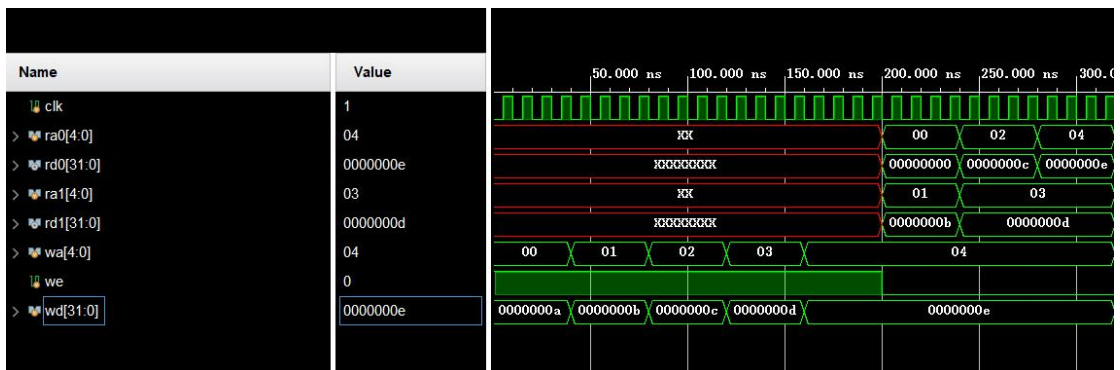 50.000 ns 100.000 ns 150.000 ns 200.000 ns 250.000 ns 300.0
Name Value
clk 1
ra0[4:0] 04 XX 00 02 04
rd0[31:0] 0000000e XXXXXXXX 00000000 0000000c 0000000e
ra1[4:0] 03 XX 01 03
rd1[31:0] 0000000d XXXXXXXX 0000000b 0000000d
wa[4:0] 04 00 01 02 03 04
we 0
wd[31:0] 0000000e 0000000a 0000000b 0000000c 0000000d 0000000e